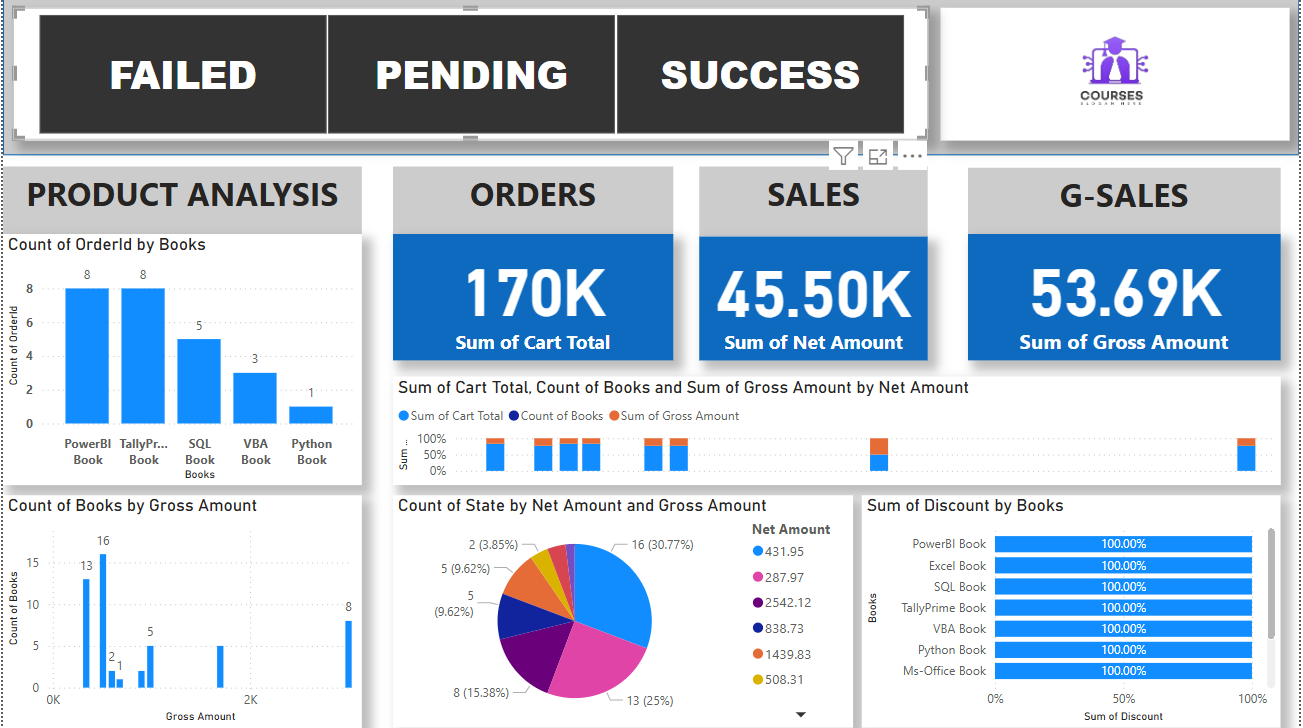 FAILED
PENDING
SUCCESS
COURSES
SLOGAN HERE
PRODUCT ANALYSIS
Count of OrderId by Books
Count of OrderId
8
6
4
2
0
8
8
5
3
1
PowerBI Book
TallyPr... Book
SQL Book
VBA Book
Python Book
Books
ORDERS
170K
Sum of Cart Total
SALES
45.50K
Sum of Net Amount
G-SALES
53.69K
Sum of Gross Amount
Sum of Cart Total, Count of Books and Sum of Gross Amount by Net Amount
Sum of Cart Total
Count of Books
Sum of Gross Amount
Sum ...
100%
50%
0%
Count of Books by Gross Amount
Count of Books
15
10
5
0
13
16
2
1
5
8
0K
2K
Gross Amount
Count of State by Net Amount and Gross Amount
16 (30.77%)
13 (25%)
8 (15.38%)
5
(9.62%)
5 (9.62%)
2 (3.85%)
Net Amount
431.95
287.97
2542.12
838.73
1439.83
508.31
Sum of Discount by Books
Books
PowerBI Book
100.00%
Excel Book
100.00%
SQL Book
100.00%
TallyPrime Book
100.00%
VBA Book
100.00%
Python Book
100.00%
Ms-Office Book
100.00%
0%
50%
100%
Sum of Discount